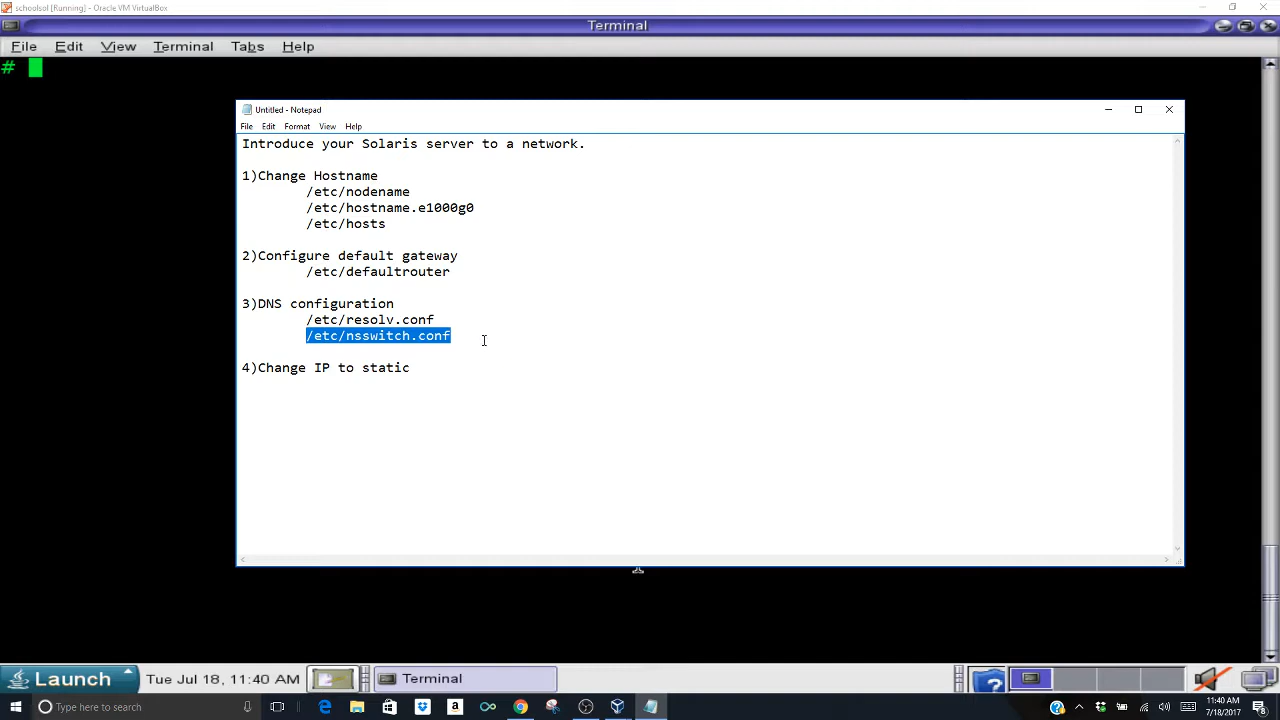 schoolsol [Running] - Oracle VM VirtualBox
Terminal
File Edit View Terminal Tabs Help
#
Untitled - Notepad
File Edit Format View Help
Introduce your Solaris server to a network.
1)Change Hostname
/etc/nodename
/etc/hostname.e1000g0
/etc/hosts
2)Configure default gateway
/etc/defaultrouter
3)DNS configuration
/etc/resolv.conf
/etc/nsswitch.conf
4)Change IP to static
Launch
Tue Jul 18, 11:40 AM
Terminal
Type here to search
11:40 AM
7/18/2017